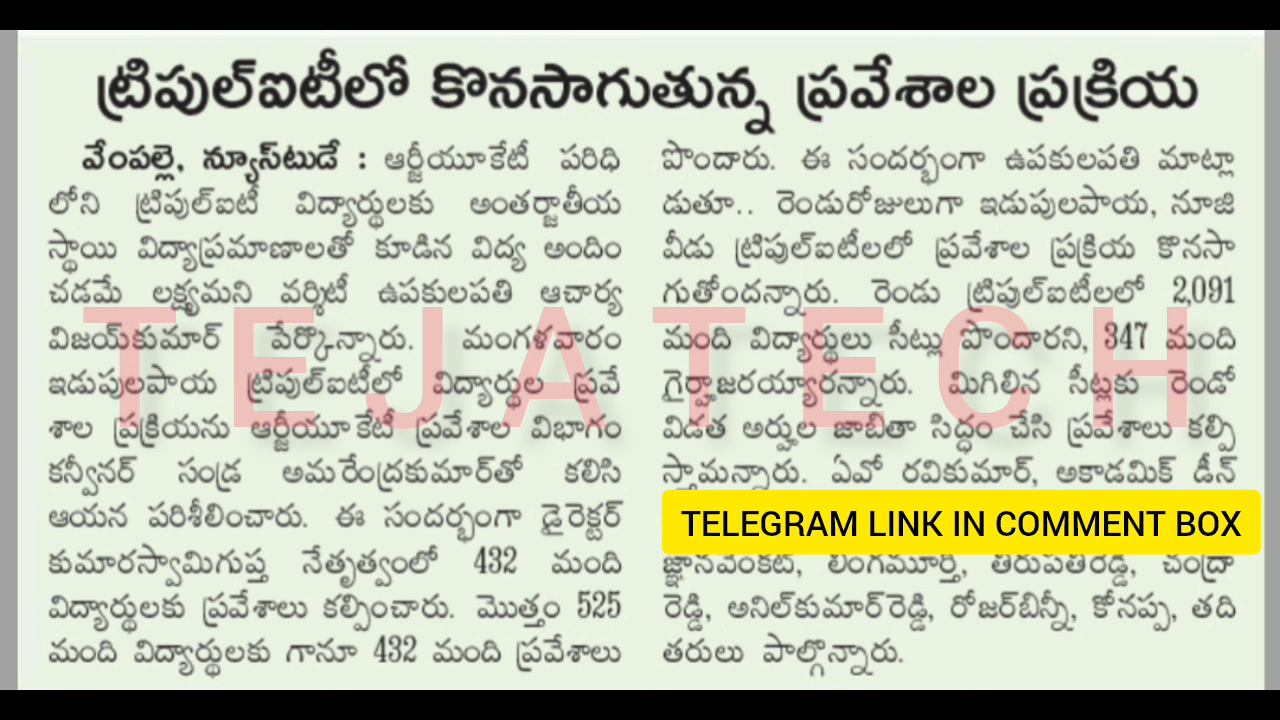 ట్రిపుల్ఐటీలో కొనసాగుతున్న ప్రవేశాల ప్రక్రియ
వేంపల్లె, న్యూస్‌టుడే : ఆర్జీయూకేటీ పరిధి
లోని ట్రిపుల్ఐటీ విద్యార్థులకు అంతర్జాతీయ
స్థాయి విద్యాప్రమాణాలతో కూడిన విద్య అందిం
చడమే లక్ష్యమని వర్శిటీ ఉపకులపతి ఆచార్య
విజయ్‌కుమార్ పేర్కొన్నారు. మంగళవారం
ఇడుపులపాయ ట్రిపుల్ఐటీలో విద్యార్థుల ప్రవే
శాల ప్రక్రియను ఆర్జీయూకేటీ ప్రవేశాల విభాగం
కన్వీనర్ సండ్ర అమరేంద్రకుమార్‌తో కలిసి
ఆయన పరిశీలించారు. ఈ సందర్భంగా డైరెక్టర్
కుమారస్వామిగుప్త నేతృత్వంలో 432 మంది
విద్యార్థులకు ప్రవేశాలు కల్పించారు. మొత్తం 525
మంది విద్యార్థులకు గానూ 432 మంది ప్రవేశాలు
పొందారు. ఈ సందర్భంగా ఉపకులపతి మాట్లా
డుతూ.. రెండురోజులుగా ఇడుపులపాయ, నూజి
వీడు ట్రిపుల్ఐటీలలో ప్రవేశాల ప్రక్రియ కొనసా
గుతోందన్నారు. రెండు ట్రిపుల్ఐటీలలో 2,091
మంది విద్యార్థులు సీట్లు పొందారని, 347 మంది
గైర్హాజరయ్యారన్నారు. మిగిలిన సీట్లకు రెండో
విడత అర్హుల జాబితా సిద్ధం చేసి ప్రవేశాలు కల్పి
స్తామన్నారు. ఏవో రవికుమార్, అకాడమిక్ డీన్
TELEGRAM LINK IN COMMENT BOX
జ్ఞానవెంకట్, లింగమూర్తి, తిరుపతిరెడ్డి, చంద్రా
రెడ్డి, అనిల్‌కుమార్‌రెడ్డి, రోజర్‌బిన్నీ, కోనప్ప, తది
తరులు పాల్గొన్నారు.
TEJA TECH